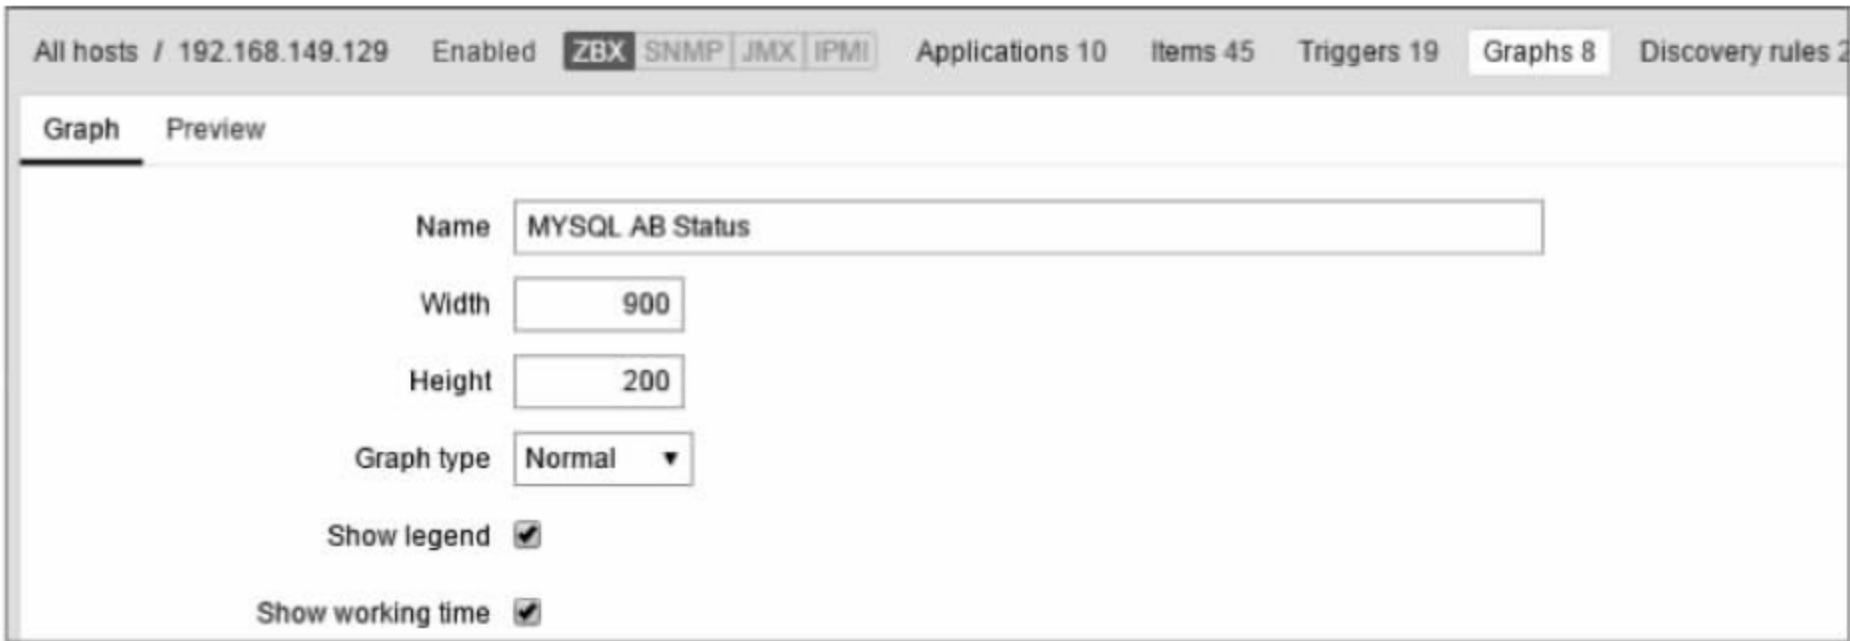 All hosts / 192.168.149.129 Enabled ZBX SNMP JMX IPMI Applications 10 Items 45 Triggers 19 Graphs 8 Discovery rules 2
Graph Preview
Name MYSQL AB Status
Width 900
Height 200
Graph type Normal
Show legend
Show working time